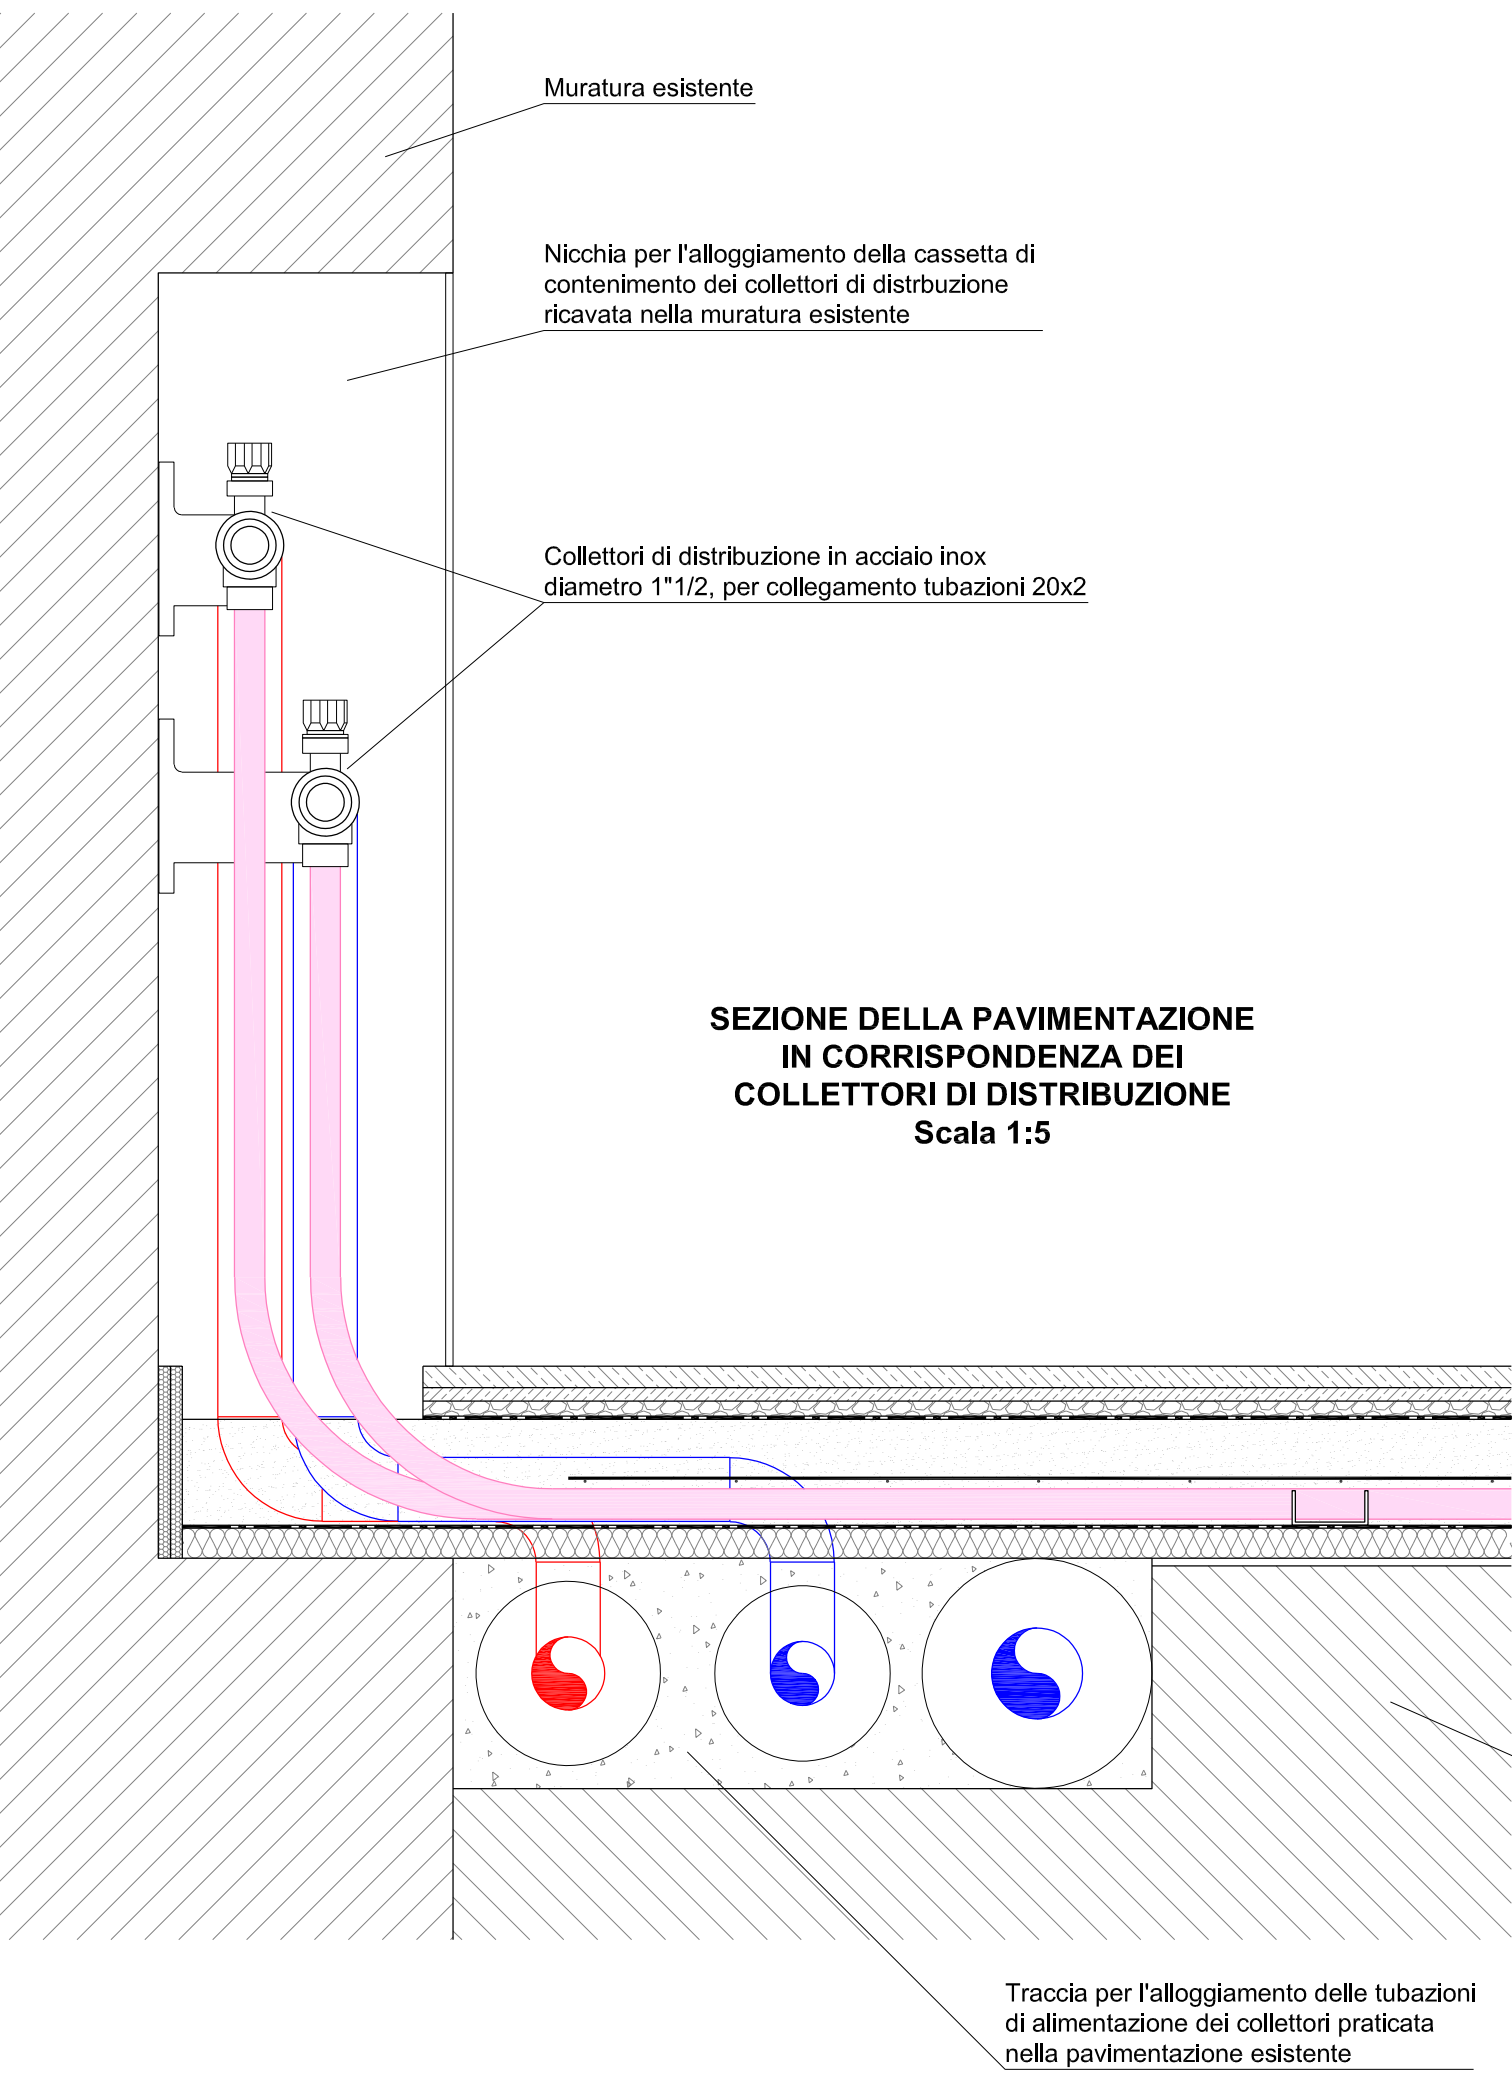 Muratura esistente
Nicchia per l'alloggiamento della cassetta di
contenimento dei collettori di distrbuzione
ricavata nella muratura esistente
Collettori di distribuzione in acciaio inox
diametro 1"1/2, per collegamento tubazioni 20x2
SEZIONE DELLA PAVIMENTAZIONE
IN CORRISPONDENZA DEI
COLLETTORI DI DISTRIBUZIONE
Scala 1:5
Traccia per l'alloggiamento delle tubazioni
di alimentazione dei collettori praticata
nella pavimentazione esistente